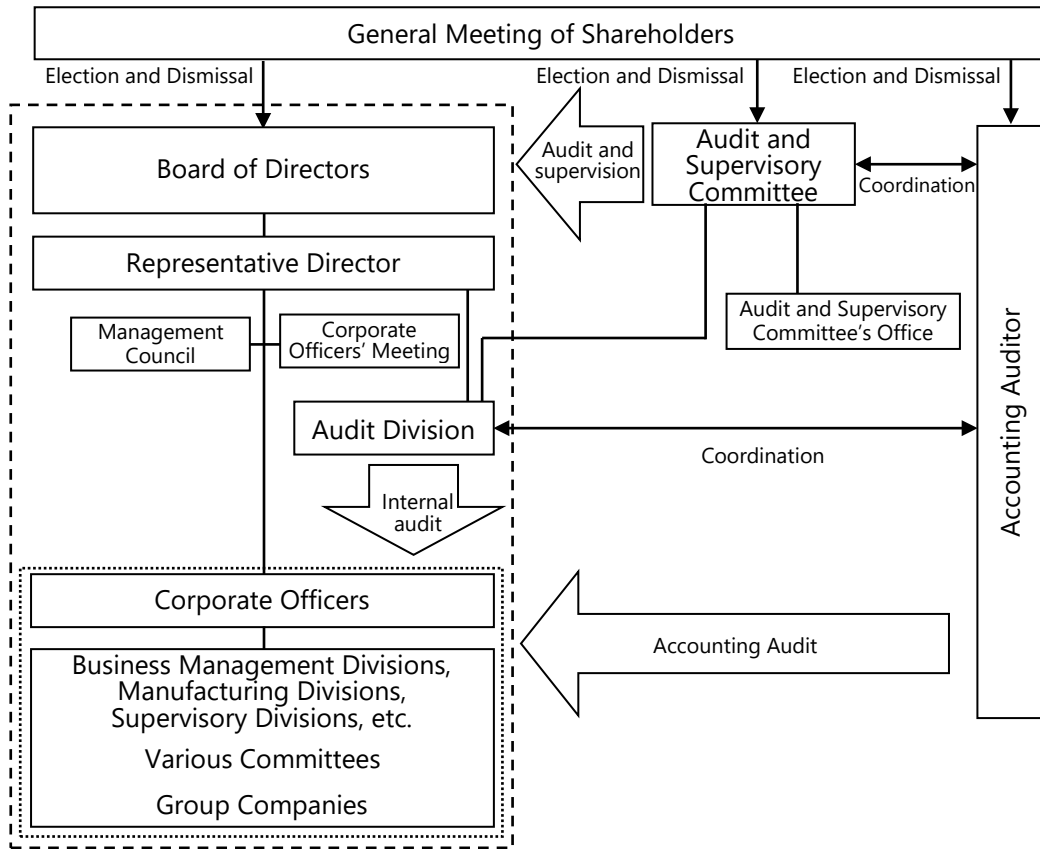 General Meeting of Shareholders
Election and Dismissal
Election and Dismissal
Election and Dismissal
Board of Directors
Audit and
supervision
Audit and
Supervisory
Committee
Coordination
Representative Director
Management
Council
Corporate
Officers’ Meeting
Audit and Supervisory
Committee’s Office
Accounting Auditor
Audit Division
Coordination
Internal
audit
Corporate Officers
Accounting Audit
Business Management Divisions,
Manufacturing Divisions,
Supervisory Divisions, etc.
Various Committees
Group Companies